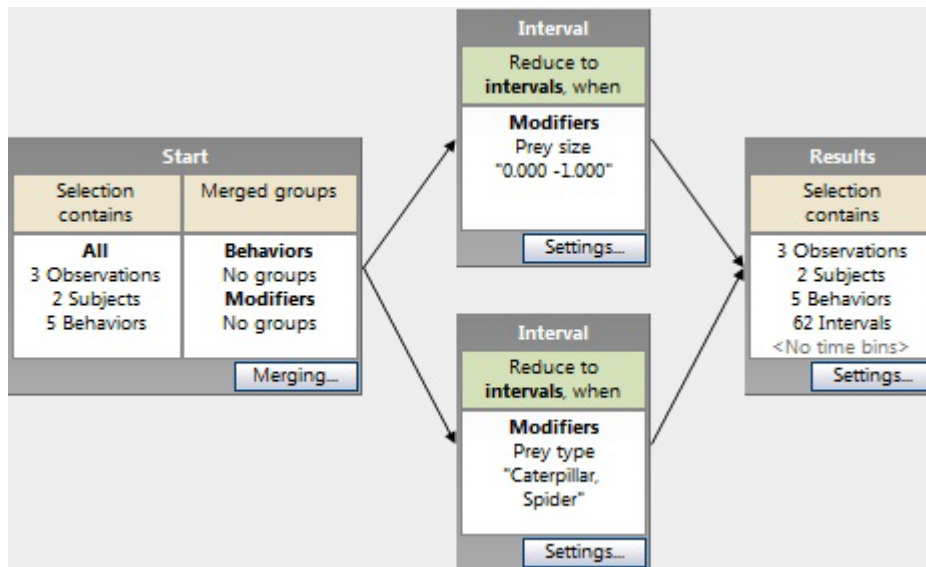 Start
Selection
contains
Merged groups
All
3 Observations
2 Subjects
5 Behaviors
Behaviors
No groups
Modifiers
No groups
Merging...
Interval
Reduce to
intervals, when
Modifiers
Prey size
"0.000 -1.000"
Settings...
Interval
Reduce to
intervals, when
Modifiers
Prey type
"Caterpillar,
Spider"
Settings...
Results
Selection
contains
3 Observations
2 Subjects
5 Behaviors
62 Intervals
<No time bins>
Settings...